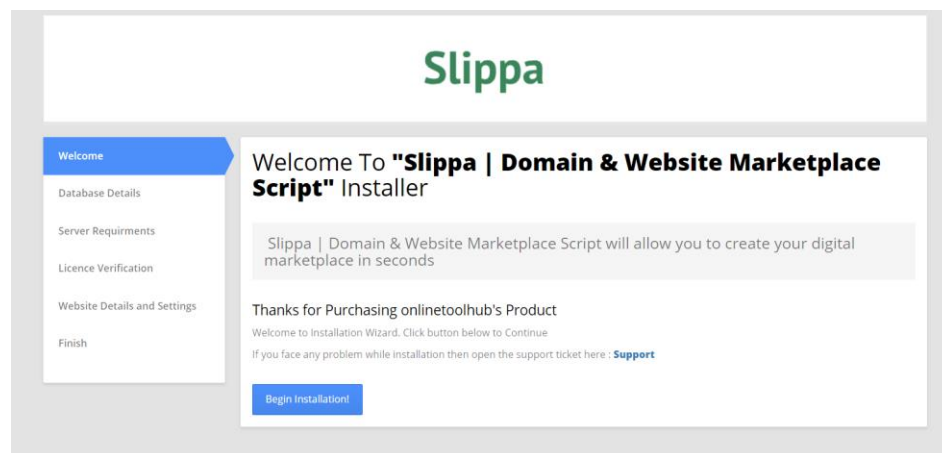 Slippa
Welcome
Database Details
Server Requirments
Licence Verification
Website Details and Settings
Finish
Welcome To "Slippa | Domain & Website Marketplace
Script" Installer
Slippa | Domain & Website Marketplace Script will allow you to create your digital
marketplace in seconds
Thanks for Purchasing onlinetoolhub's Product
Welcome to Installation Wizard. Click button below to Continue
If you face any problem while installation then open the support ticket here : Support
Begin Installation!